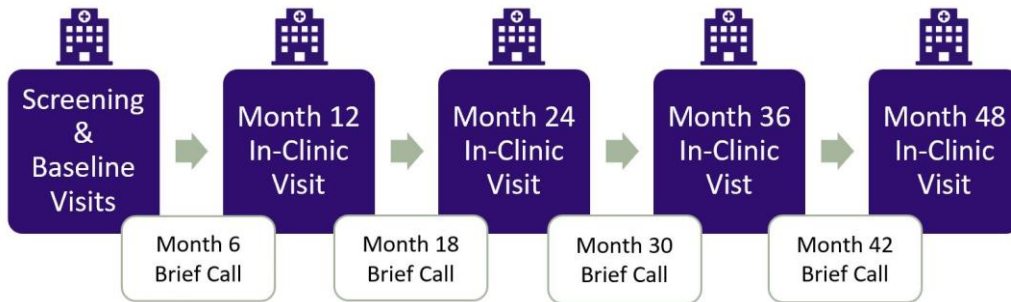 Screening
&
Baseline
Visits
Month 12
In-Clinic
Visit
Month 24
In-Clinic
Visit
Month 36
In-Clinic
Vist
Month 48
In-Clinic
Visit
Month 6
Brief Call
Month 18
Brief Call
Month 30
Brief Call
Month 42
Brief Call